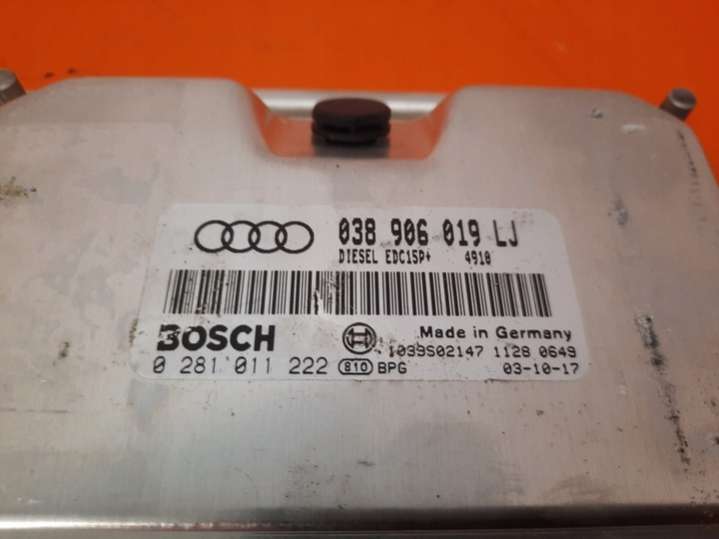 038 906 019 LJ
DIESEL EDC15P+ 4910
BOSCH
Made in Germany
1039S02147 1128 0649
0 281 011 222 810 BPG 03-10-17